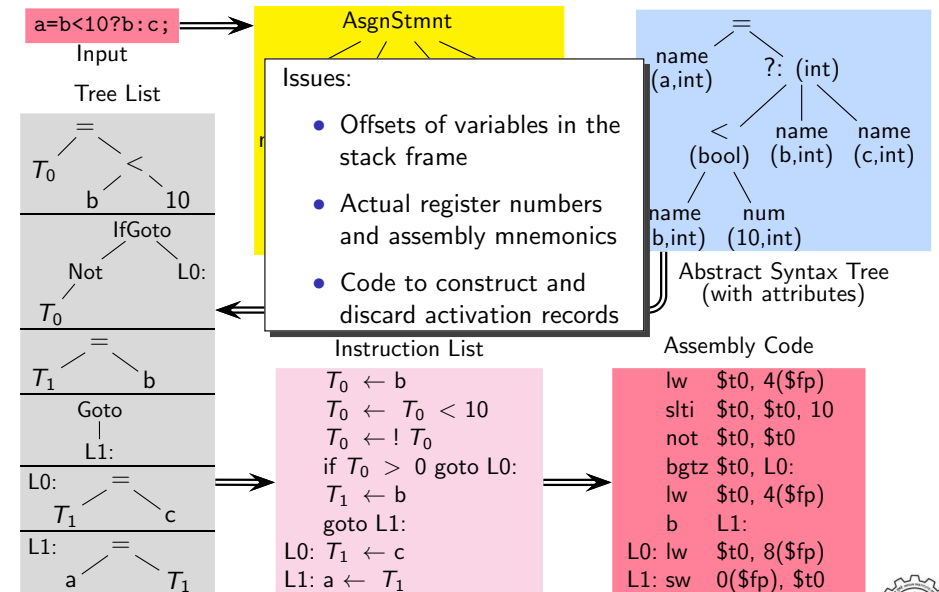 a=b<10?b:c;
Input
AsgnStmnt
Issues:
• Offsets of variables in the
stack frame
• Actual register numbers
and assembly mnemonics
• Code to construct and
discard activation records
=
name
(a,int)
?: (int)
<
(bool)
name
(b,int)
name
(c,int)
name
b,int)
num
(10,int)
Abstract Syntax Tree
(with attributes)
Tree List
=
T0
<
b
10
IfGoto
Not
L0:
T0
=
T1
b
Goto
L1:
L0:
=
T1
c
L1:
=
a
T1
Instruction List
T0 ← b
T0 ← T0 < 10
T0 ← ! T0
if T0 > 0 goto L0:
T1 ← b
goto L1:
L0: T1 ← c
L1: a ← T1
Assembly Code
lw $t0, 4($fp)
slti $t0, $t0, 10
not $t0, $t0
bgtz $t0, L0:
lw $t0, 4($fp)
b L1:
L0: lw $t0, 8($fp)
L1: sw 0($fp), $t0